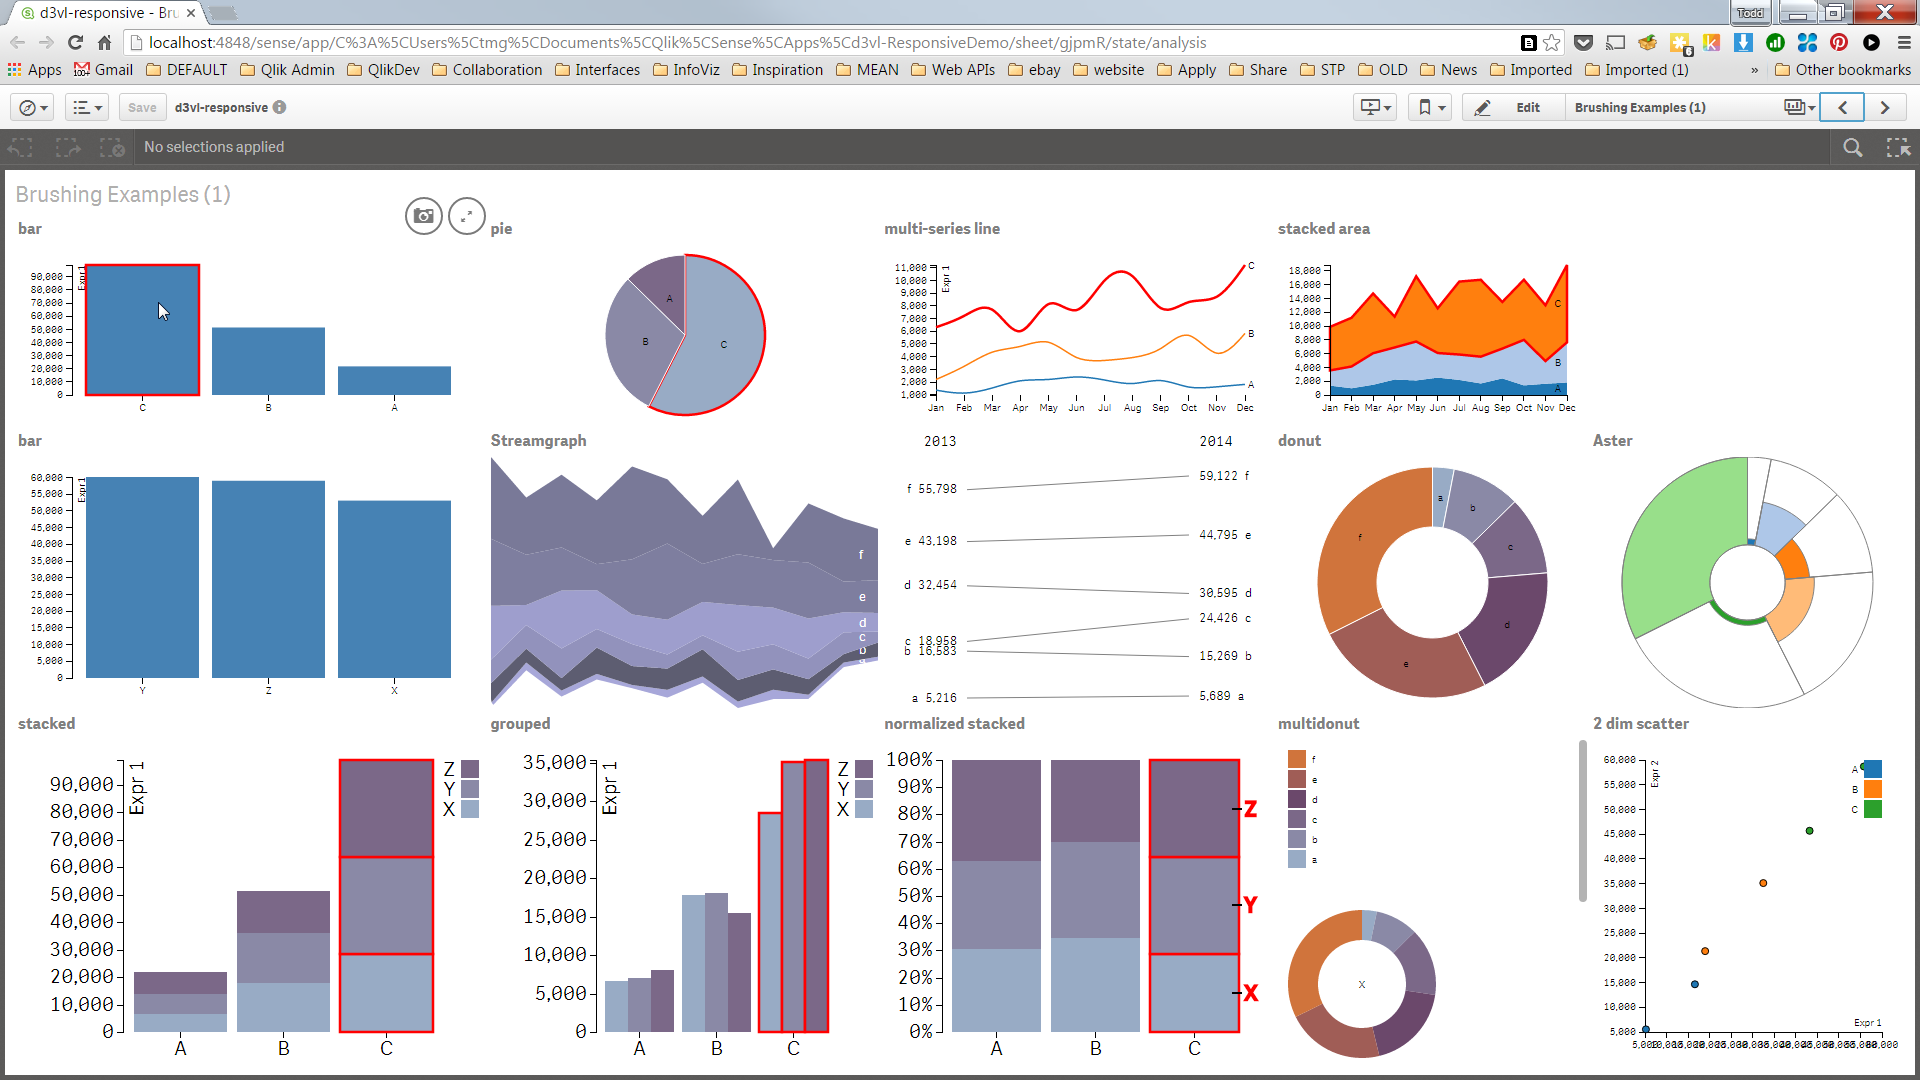 d3vl-responsive - Bru
Todd
localhost:4848/sense/app/C%3A%5CUsers%5Ctmg%5CDocuments%5CQlik%5CSense%5CApps%5Cd3vl-ResponsiveDemo/sheet/gjpmR/state/analysis
Apps Gmail DEFAULT Qlik Admin QlikDev Collaboration Interfaces InfoViz Inspiration MEAN Web APIs ebay website Apply Share STP OLD News Imported Imported (1) » Other bookmarks
Save d3vl-responsive Edit Brushing Examples (1)
No selections applied
Brushing Examples (1)
bar
Expr1
90,000
80,000
70,000
60,000
50,000
40,000
30,000
20,000
10,000
0
C B A
pie
A
B
C
multi-series line
Expr 1
11,000
10,000
9,000
8,000
7,000
6,000
5,000
4,000
3,000
2,000
1,000
C
B
A
Jan Feb Mar Apr May Jun Jul Aug Sep Oct Nov Dec
stacked area
18,000
16,000
14,000
12,000
10,000
8,000
6,000
4,000
2,000
0
C
B
A
Jan Feb Mar Apr May Jun Jul Aug Sep Oct Nov Dec
bar
Expr1
60,000
55,000
50,000
45,000
40,000
35,000
30,000
25,000
20,000
15,000
10,000
5,000
0
Y Z X
Streamgraph
f
e
d
c
b
2013 2014
f 55,798 59,122 f
e 43,198 44,795 e
d 32,454 30,595 d
c 18,958 24,426 c
b 16,583 15,269 b
a 5,216 5,689 a
donut
a
b
c
d
e
f
Aster
stacked
Expr 1
90,000
80,000
70,000
60,000
50,000
40,000
30,000
20,000
10,000
0
A B C
Z
Y
X
grouped
Expr 1
35,000
30,000
25,000
20,000
15,000
10,000
5,000
0
A B C
Z
Y
X
normalized stacked
100%
90%
80%
70%
60%
50%
40%
30%
20%
10%
0%
A B C
Z
Y
X
multidonut
f
e
d
c
b
a
X
2 dim scatter
Expr 2
60,000
55,000
50,000
45,000
40,000
35,000
30,000
25,000
20,000
15,000
10,000
5,000
A
B
C
Expr 1